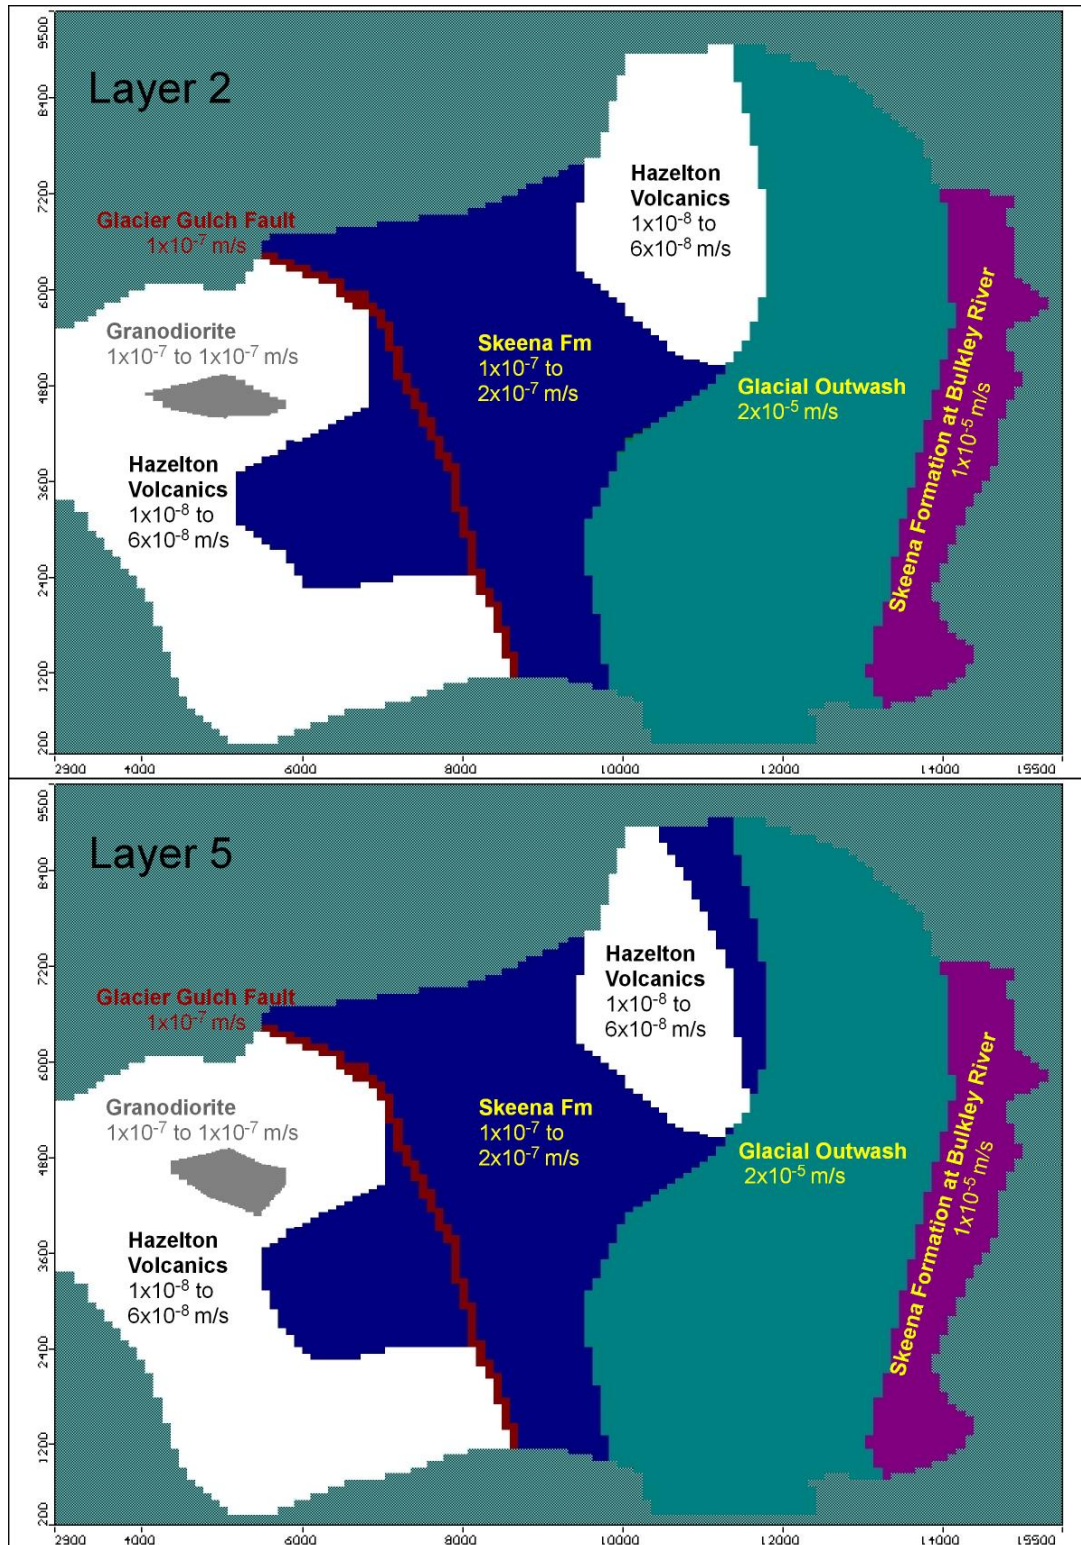 9500
Layer 2
8400
Hazelton
Volcanics
1x10⁻⁸ to
6x10⁻⁸ m/s
7200
Glacier Gulch Fault
1x10⁻⁷ m/s
6000
Granodiorite
1x10⁻⁷ to 1x10⁻⁷ m/s
Skeena Fm
1x10⁻⁷ to
2x10⁻⁷ m/s
Glacial Outwash
2x10⁻⁵ m/s
Skeena Formation at Bulkley River
1x10⁻⁵ m/s
4800
Hazelton
Volcanics
1x10⁻⁸ to
6x10⁻⁸ m/s
3600
2400
1200
200
2900 4000 6000 8000 10000 12000 14000 15500
9500
Layer 5
8400
Hazelton
Volcanics
1x10⁻⁸ to
6x10⁻⁸ m/s
7200
Glacier Gulch Fault
1x10⁻⁷ m/s
6000
Granodiorite
1x10⁻⁷ to 1x10⁻⁷ m/s
Skeena Fm
1x10⁻⁷ to
2x10⁻⁷ m/s
Glacial Outwash
2x10⁻⁵ m/s
Skeena Formation at Bulkley River
1x10⁻⁵ m/s
4800
Hazelton
Volcanics
1x10⁻⁸ to
6x10⁻⁸ m/s
3600
2400
1200
200
2900 4000 6000 8000 10000 12000 14000 15500